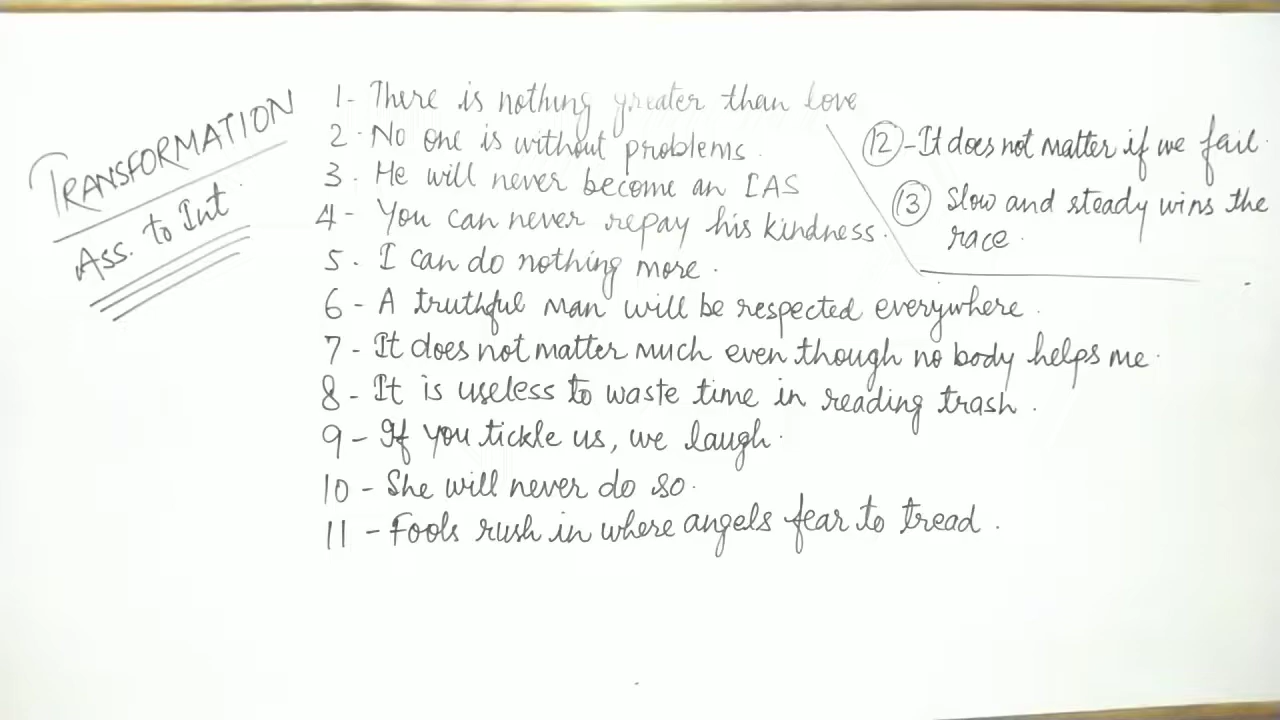 TRANSFORMATION
Ass. to Int
1- There is nothing greater than love
2. No one is without problems.
3. He will never become an IAS
4- You can never repay his kindness.
5. I can do nothing more.
6- A truthful man will be respected everywhere.
7- It does not matter much even though no body helps me.
8- It is useless to waste time in reading trash.
9- If you tickle us, we laugh.
10- She will never do so.
11- Fools rush in where angels fear to tread.
12- It does not matter if we fail.
13 Slow and steady wins the
race.